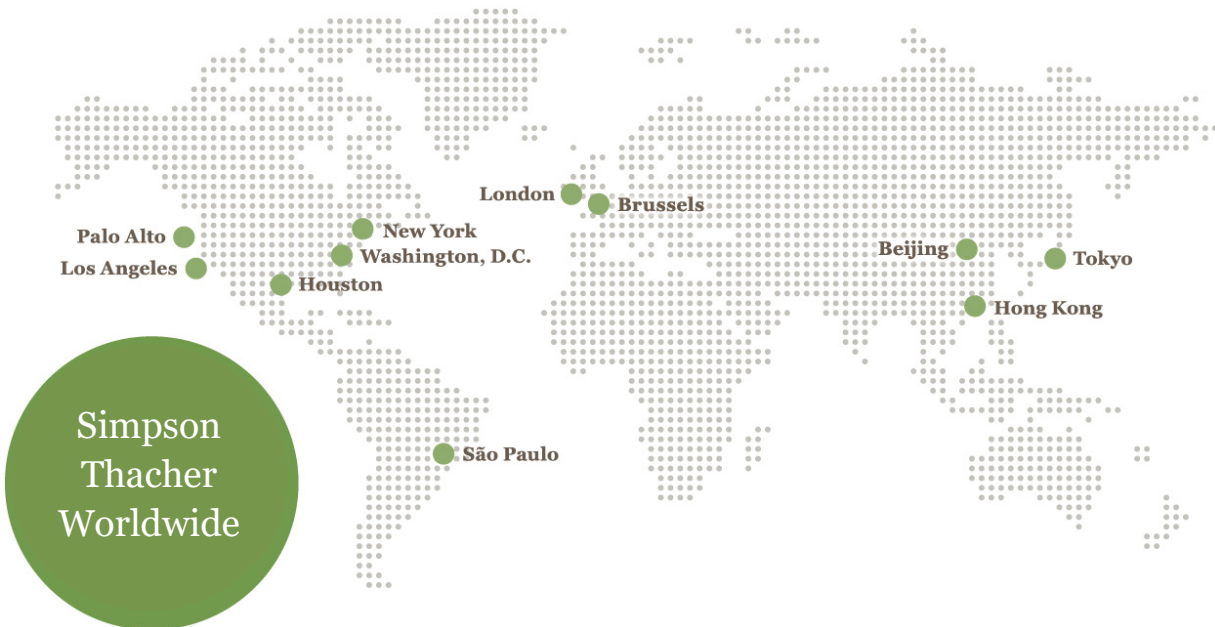 London
Brussels
New York
Palo Alto
Washington, D.C.
Beijing
Tokyo
Los Angeles
Houston
Hong Kong
Simpson
Thacher
Worldwide
São Paulo